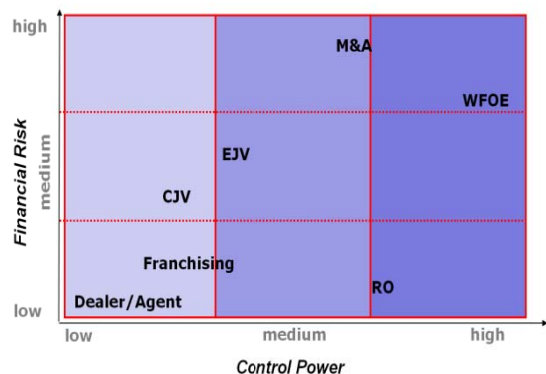 high
M&A
WFOE
Financial Risk
medium
EJV
CJV
Franchising
RO
Dealer/Agent
low
low
medium
high
Control Power